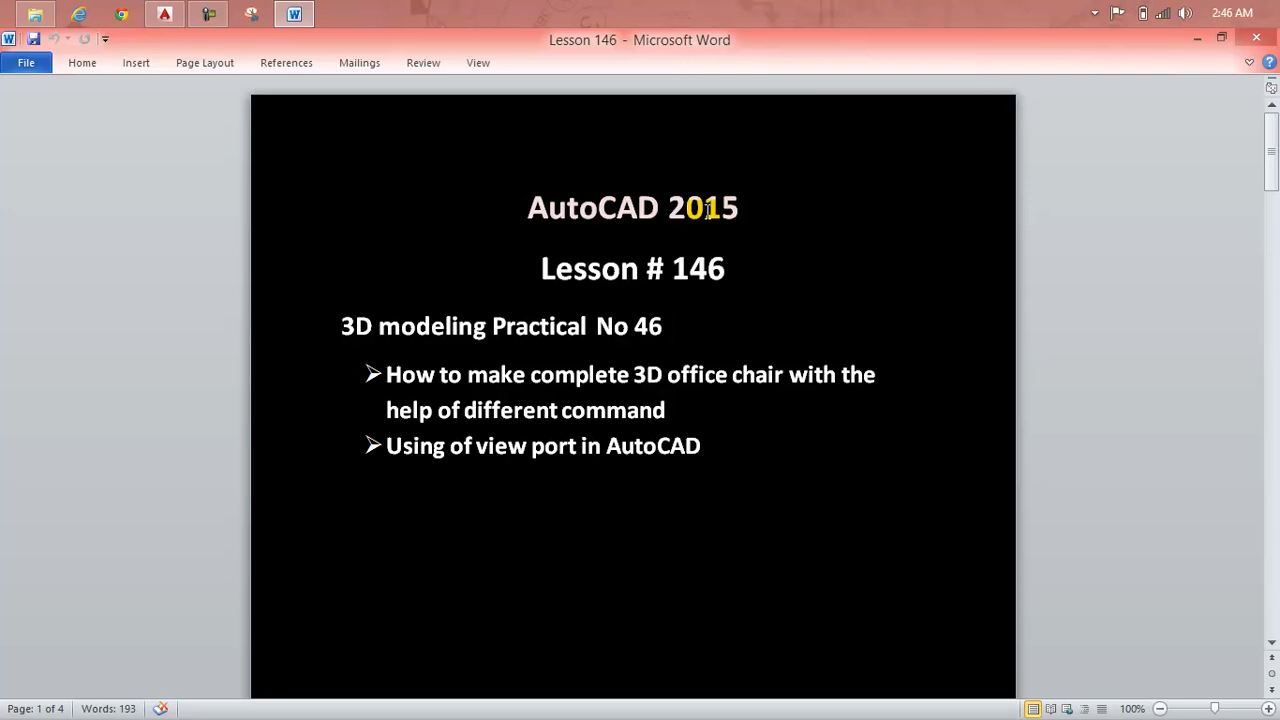 2:46 AM
Lesson 146 - Microsoft Word
File Home Insert Page Layout References Mailings Review View
AutoCAD 2015
Lesson # 146
3D modeling Practical No 46
How to make complete 3D office chair with the
help of different command
Using of view port in AutoCAD
Page: 1 of 4 Words: 193 100%